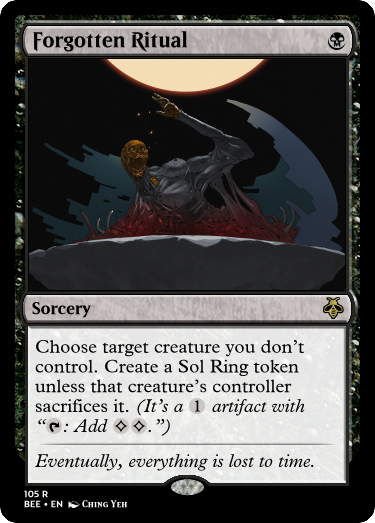 Forgotten Ritual
Sorcery
Choose target creature you don't
control. Create a Sol Ring token
unless that creature's controller
sacrifices it. (It's a 1 artifact with
“: Add .”)
Eventually, everything is lost to time.
105 R
BEE • EN Ching Yeh